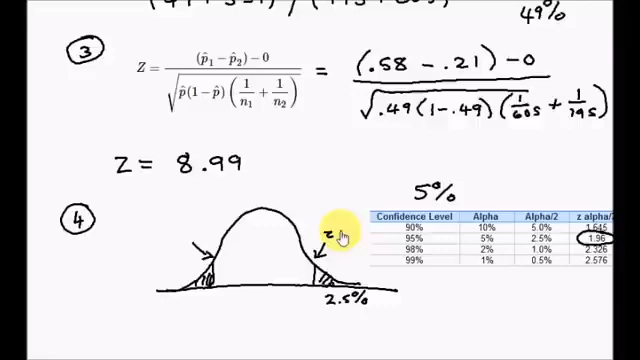 49%
3
Z = (p̂₁ − p̂₂) − 0 / √p̂(1 − p̂)(1/n₁ + 1/n₂) = (.58 − .21) − 0 / √.49(1 − .49)(1/605 + 1/195)
Z = 8.99
4
5%
Confidence Level Alpha Alpha/2 z alpha/2
90% 10% 5.0% 1.645
95% 5% 2.5% 1.96
98% 2% 1.0% 2.326
99% 1% 0.5% 2.576
z
2.5%